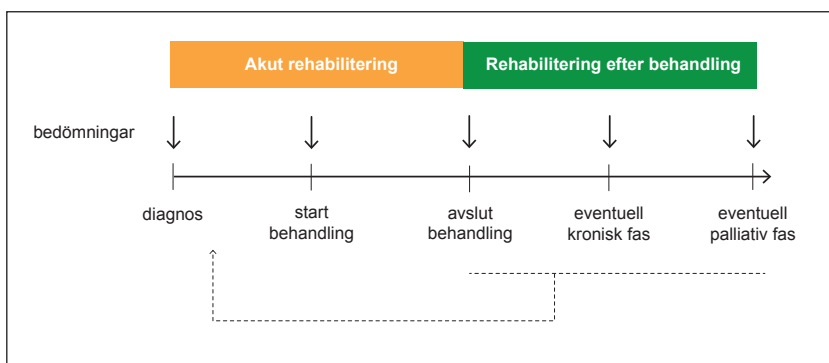 Akut rehabilitering
Rehabilitering efter behandling
bedömningar
diagnos
start
behandling
avslut
behandling
eventuell
kronisk fas
eventuell
palliativ fas